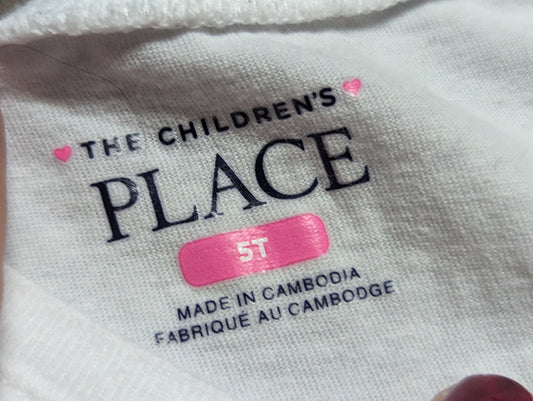 THE CHILDREN'S
PLACE
5T
MADE IN CAMBODIA
FABRIQUÉ AU CAMBODGE